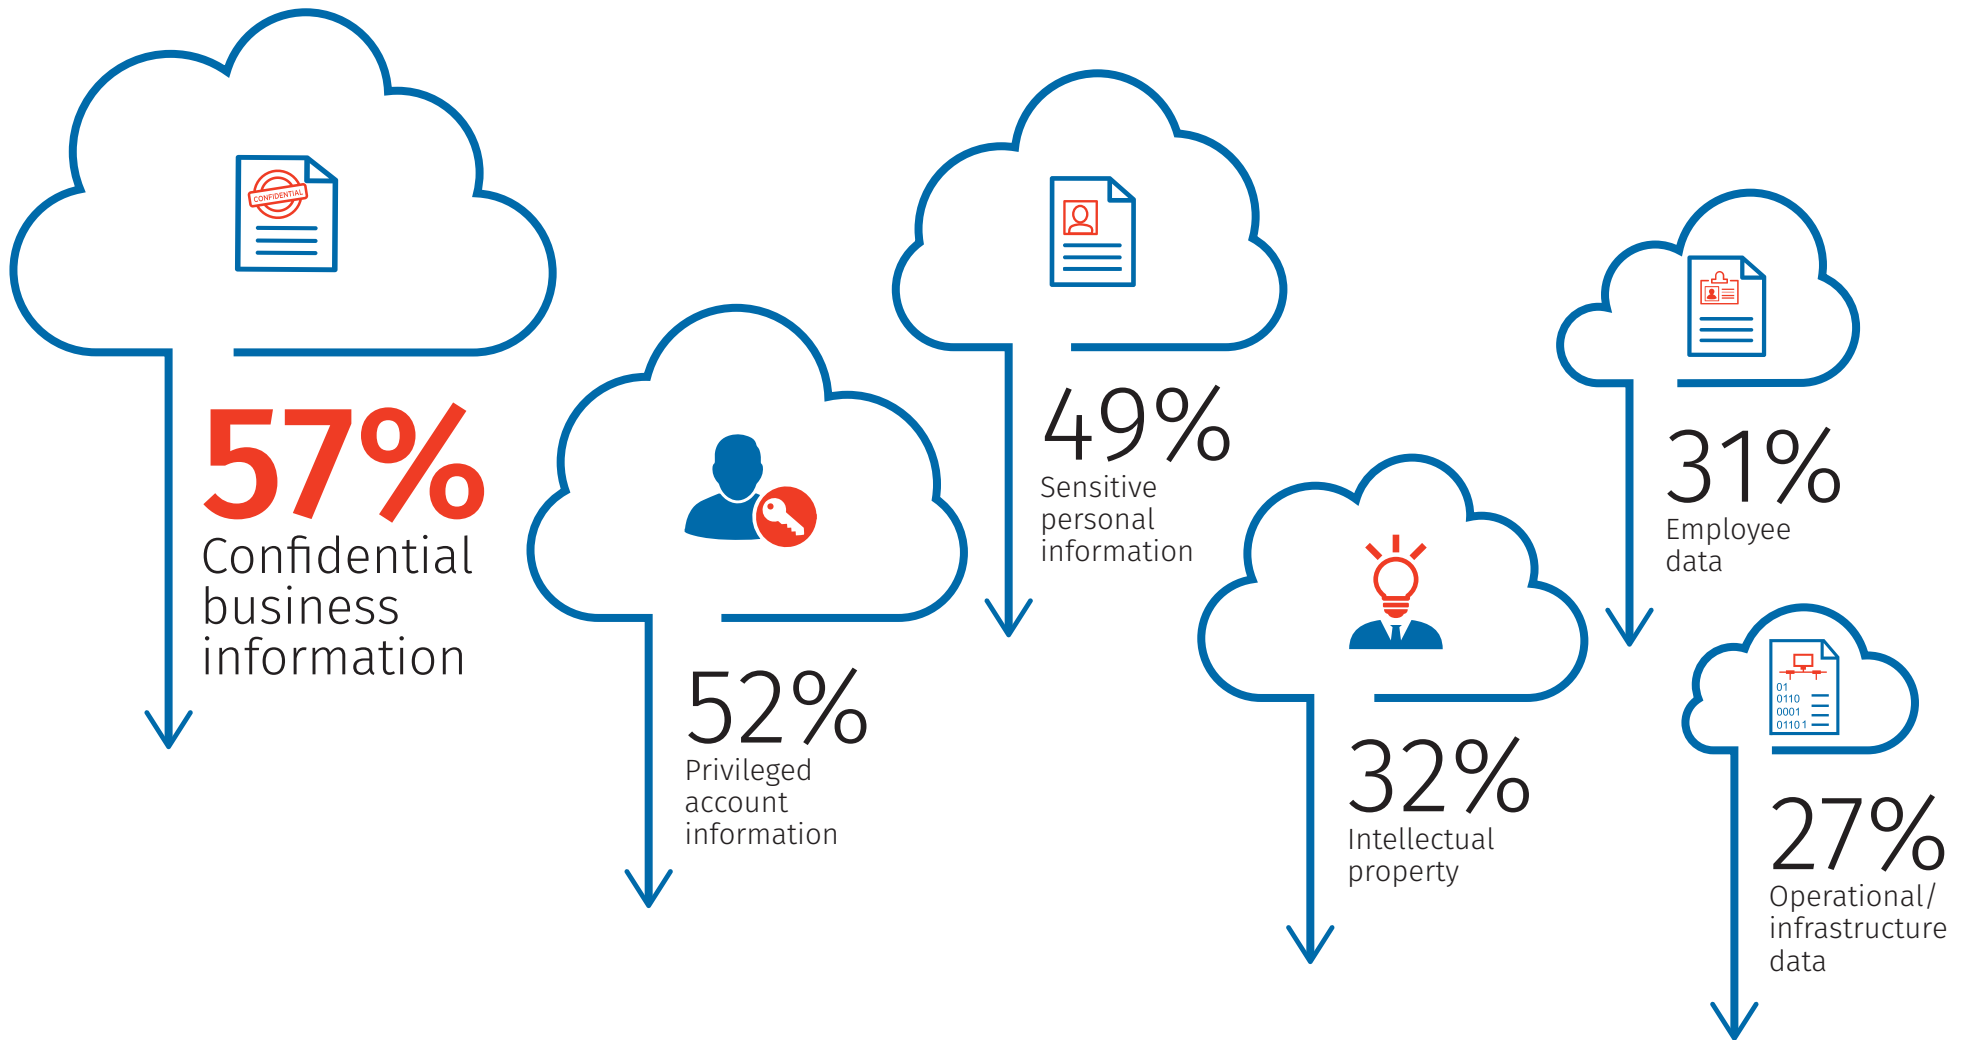 CONFIDENTIAL
57%
Confidential
business
information
52%
Privileged
account
information
49%
Sensitive
personal
information
32%
Intellectual
property
31%
Employee
data
01
0110
0001
01101
27%
Operational/
infrastructure
data